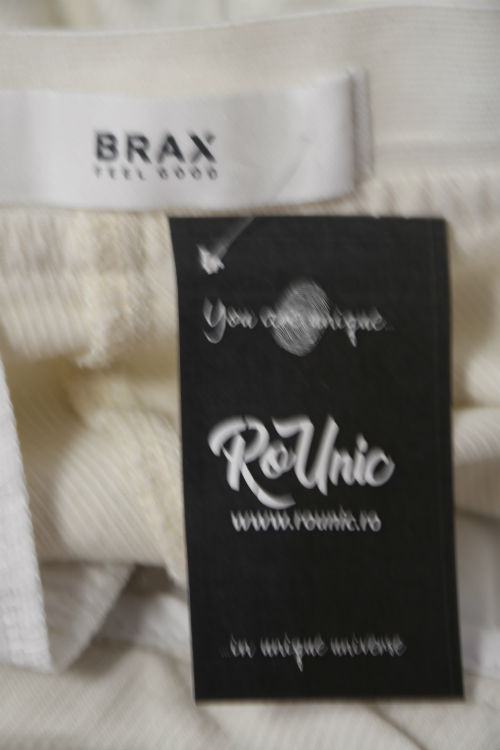 BRAX
FEEL GOOD
You are unique...
RoUnic
www.rounic.ro
...in unique universe